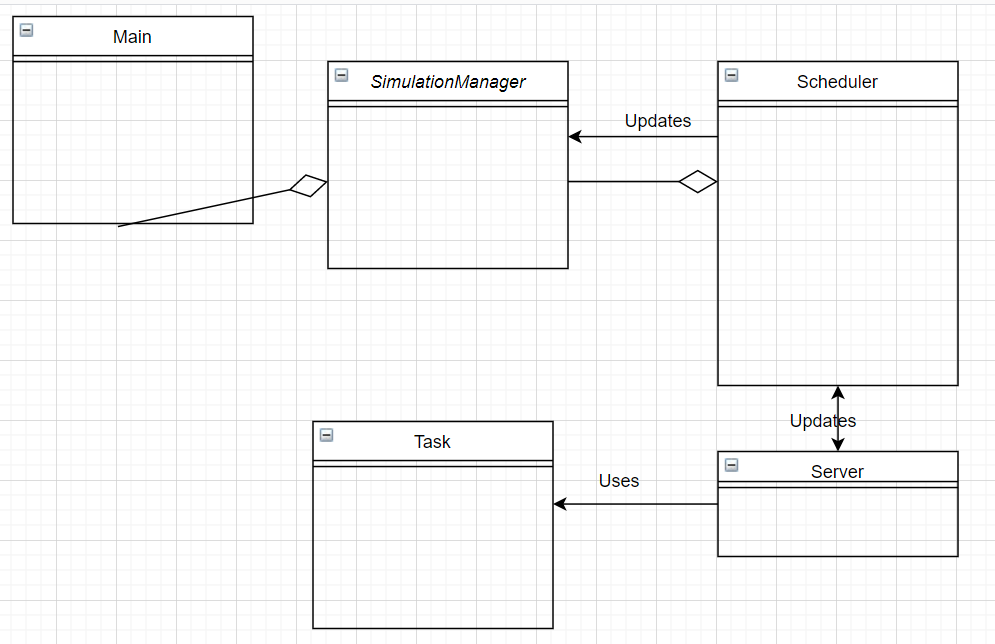 Main
SimulationManager
Scheduler
Updates
Updates
Task
Server
Uses